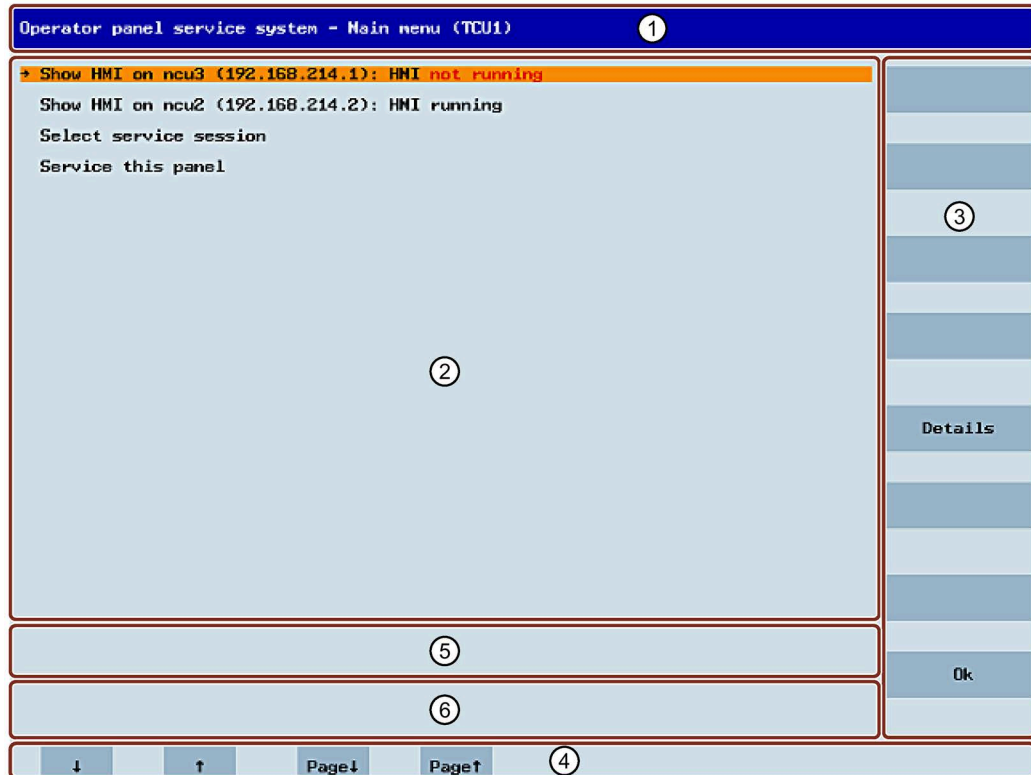 Operator panel service system - Main menu (TCU1)
①
→ Show HMI on ncu3 (192.168.214.1): HMI not running
Show HMI on ncu2 (192.168.214.2): HMI running
Select service session
Service this panel
③
②
Details
⑤
Ok
⑥
④
↓ ↑ Page↓ Page↑